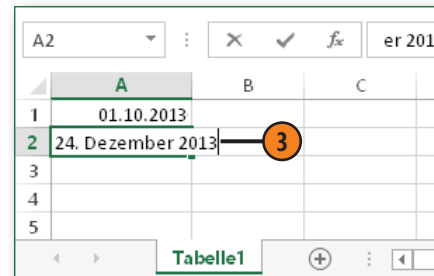 A2 fx er 201
A B C
1 01.10.2013
2 24. Dezember 2013 3
3
4
5
Tabelle1